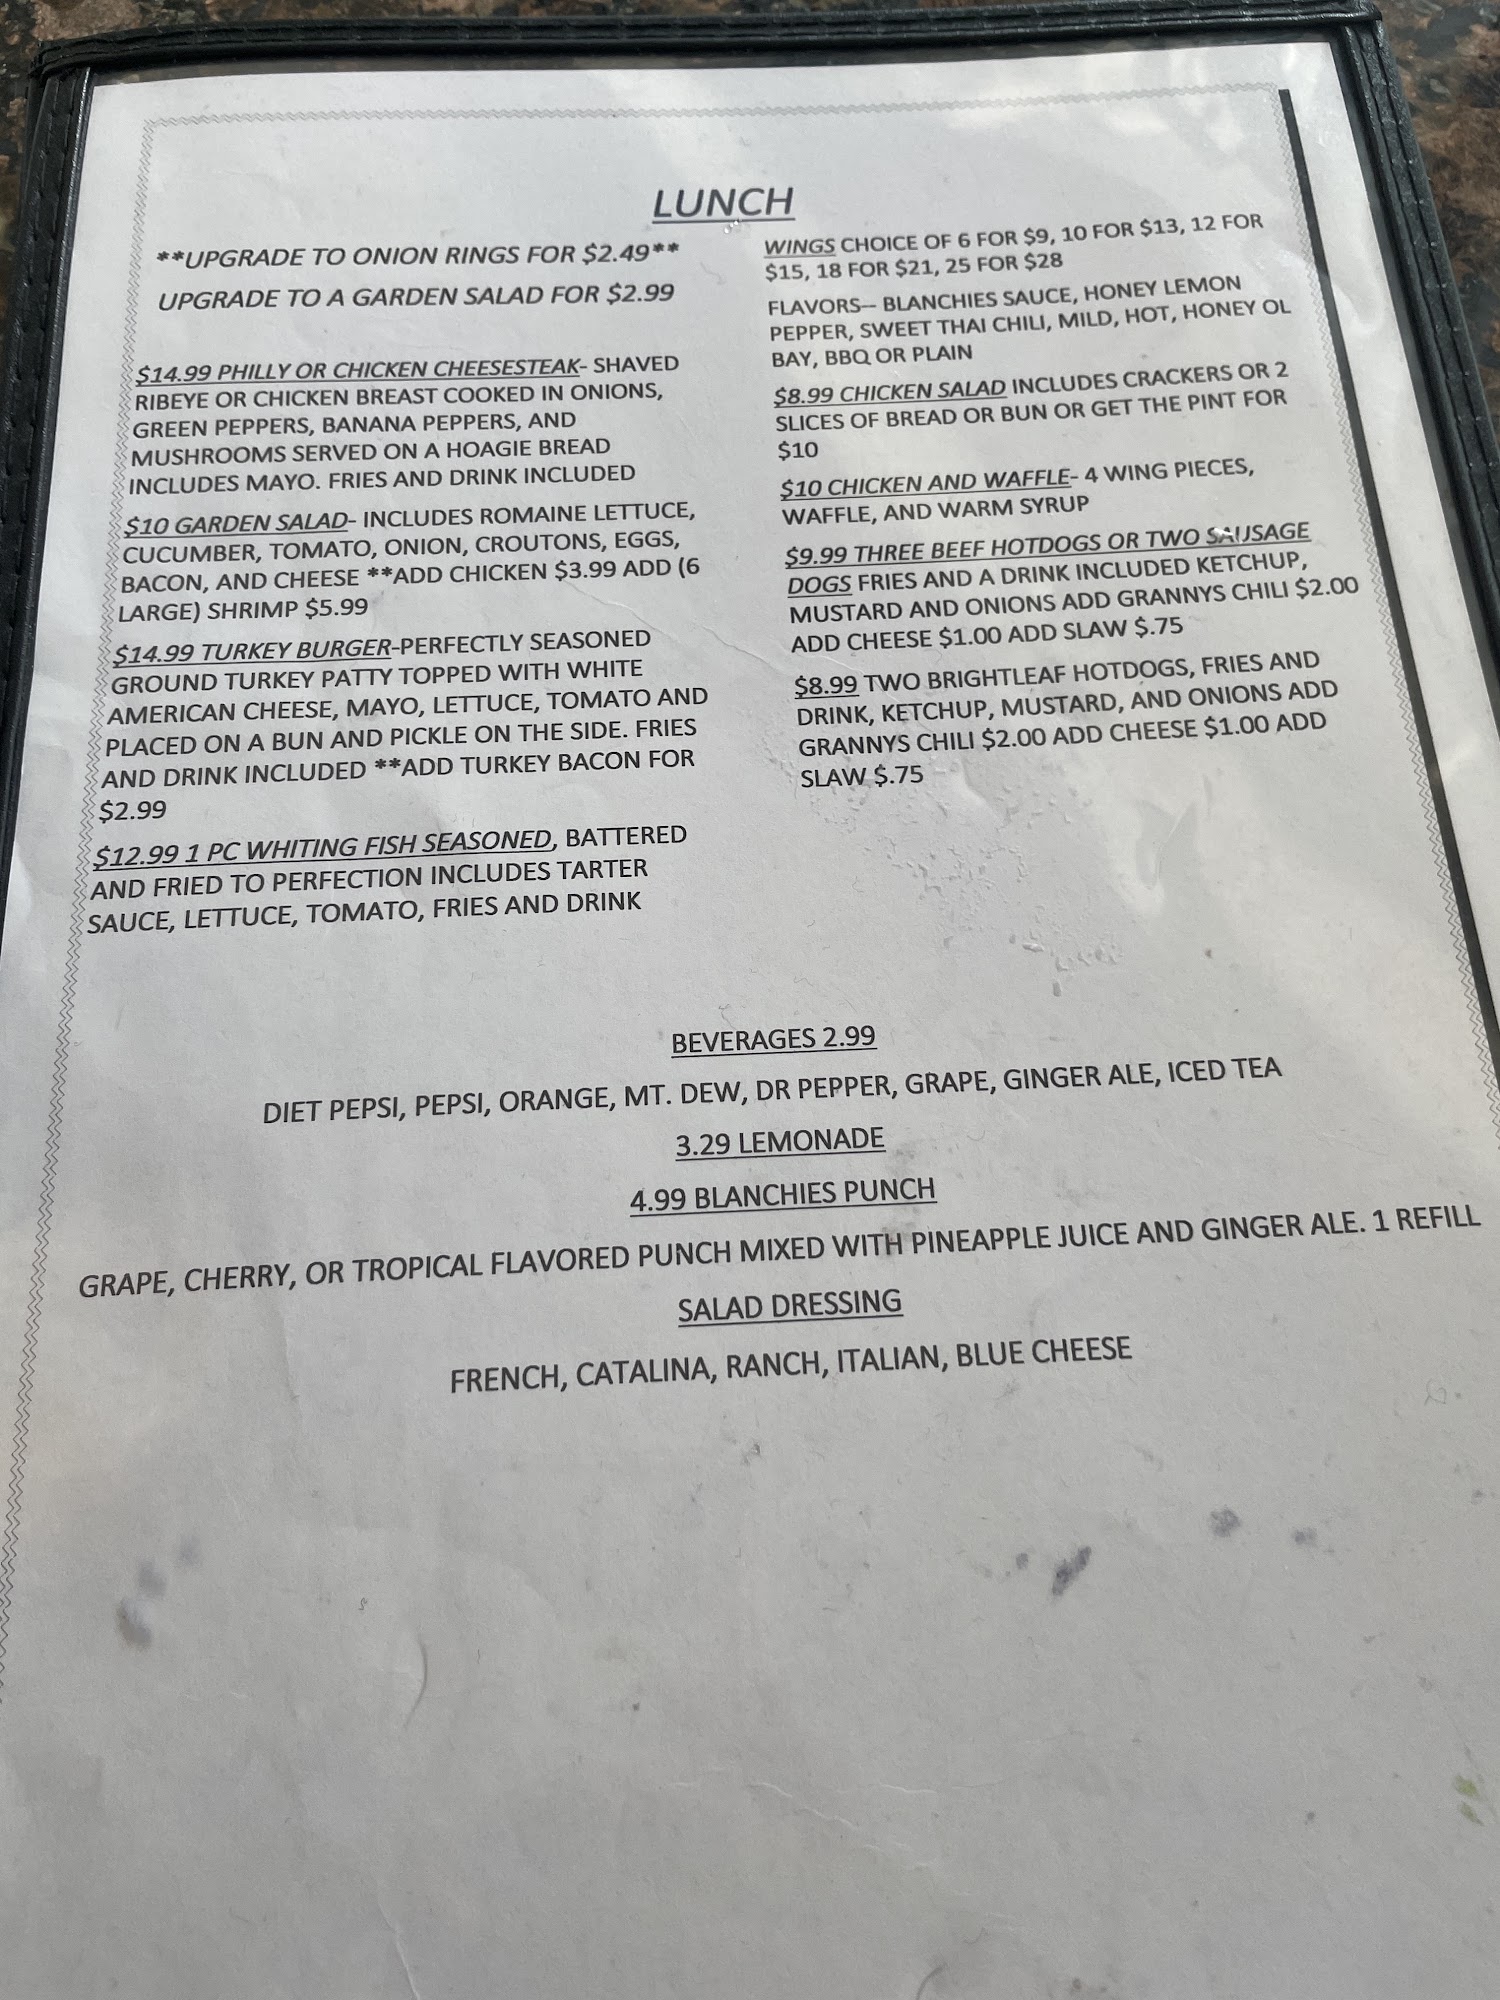 LUNCH
**UPGRADE TO ONION RINGS FOR $2.49**
UPGRADE TO A GARDEN SALAD FOR $2.99
$14.99 PHILLY OR CHICKEN CHEESESTEAK- SHAVED
RIBEYE OR CHICKEN BREAST COOKED IN ONIONS,
GREEN PEPPERS, BANANA PEPPERS, AND
MUSHROOMS SERVED ON A HOAGIE BREAD
INCLUDES MAYO. FRIES AND DRINK INCLUDED
$10 GARDEN SALAD- INCLUDES ROMAINE LETTUCE,
CUCUMBER, TOMATO, ONION, CROUTONS, EGGS,
BACON, AND CHEESE **ADD CHICKEN $3.99 ADD (6
LARGE) SHRIMP $5.99
$14.99 TURKEY BURGER-PERFECTLY SEASONED
GROUND TURKEY PATTY TOPPED WITH WHITE
AMERICAN CHEESE, MAYO, LETTUCE, TOMATO AND
PLACED ON A BUN AND PICKLE ON THE SIDE. FRIES
AND DRINK INCLUDED **ADD TURKEY BACON FOR
$2.99
$12.99 1 PC WHITING FISH SEASONED, BATTERED
AND FRIED TO PERFECTION INCLUDES TARTER
SAUCE, LETTUCE, TOMATO, FRIES AND DRINK
WINGS CHOICE OF 6 FOR $9, 10 FOR $13, 12 FOR
$15, 18 FOR $21, 25 FOR $28
FLAVORS-- BLANCHIES SAUCE, HONEY LEMON
PEPPER, SWEET THAI CHILI, MILD, HOT, HONEY OL
BAY, BBQ OR PLAIN
$8.99 CHICKEN SALAD INCLUDES CRACKERS OR 2
SLICES OF BREAD OR BUN OR GET THE PINT FOR
$10
$10 CHICKEN AND WAFFLE- 4 WING PIECES,
WAFFLE, AND WARM SYRUP
$9.99 THREE BEEF HOTDOGS OR TWO SAUSAGE
DOGS FRIES AND A DRINK INCLUDED KETCHUP,
MUSTARD AND ONIONS ADD GRANNYS CHILI $2.00
ADD CHEESE $1.00 ADD SLAW $.75
$8.99 TWO BRIGHTLEAF HOTDOGS, FRIES AND
DRINK, KETCHUP, MUSTARD, AND ONIONS ADD
GRANNYS CHILI $2.00 ADD CHEESE $1.00 ADD
SLAW $.75
BEVERAGES 2.99
DIET PEPSI, PEPSI, ORANGE, MT. DEW, DR PEPPER, GRAPE, GINGER ALE, ICED TEA
3.29 LEMONADE
4.99 BLANCHIES PUNCH
GRAPE, CHERRY, OR TROPICAL FLAVORED PUNCH MIXED WITH PINEAPPLE JUICE AND GINGER ALE. 1 REFILL
SALAD DRESSING
FRENCH, CATALINA, RANCH, ITALIAN, BLUE CHEESE